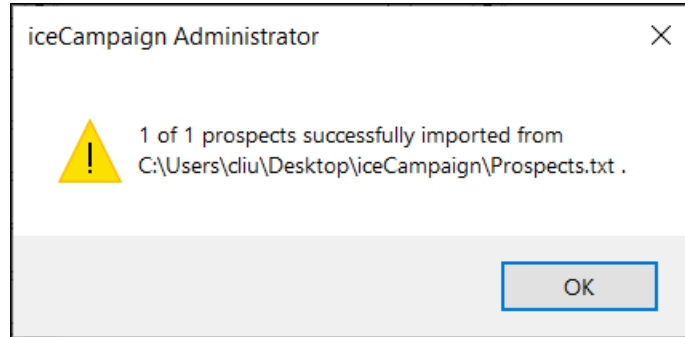 iceCampaign Administrator
1 of 1 prospects successfully imported from
C:\Users\cliu\Desktop\iceCampaign\Prospects.txt .
OK